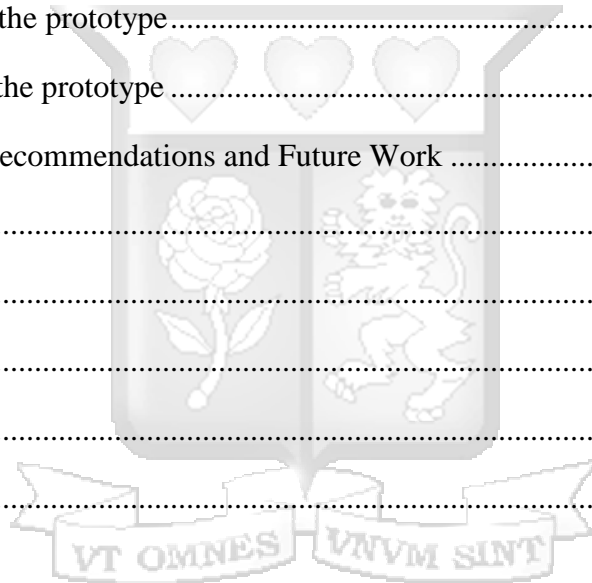 the prototype..........................................................
the prototype ..........................................................
ecommendations and Future Work ....................
....................................................................................
....................................................................................
....................................................................................
....................................................................................
....................................................................................
VT OMNES VNVM SINT